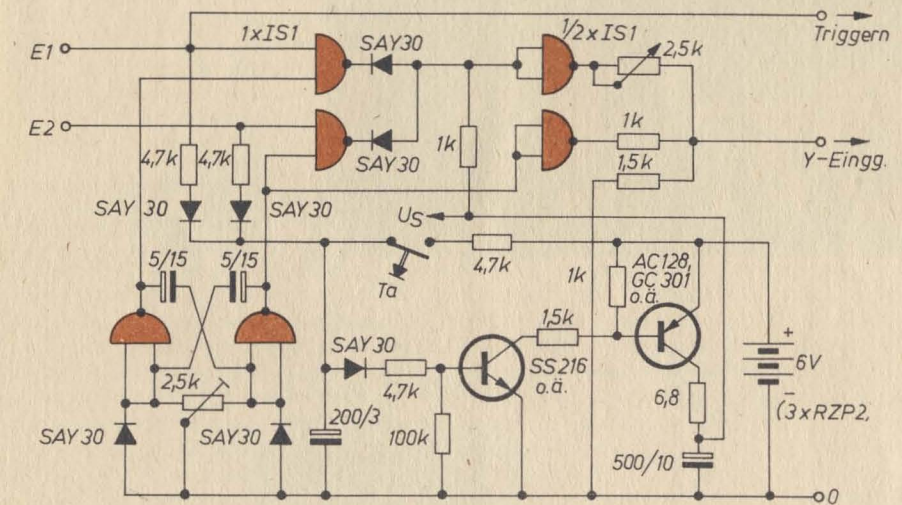 E1
1xIS1
SAY30
1/2xIS1
2,5k
Triggern
E2
SAY30
1k
1k
4,7k
4,7k
1,5k
Y-Eingg.
SAY 30
SAY30
US
5/15
5/15
Ta
4,7k
1k
AC128,
GC 301
o.ä.
+
6V
–
(3xRZP2,
2,5k
SAY30
4,7k
1,5k
SS216
o.ä.
6,8
SAY30
SAY30
200/3
100k
500/10
0